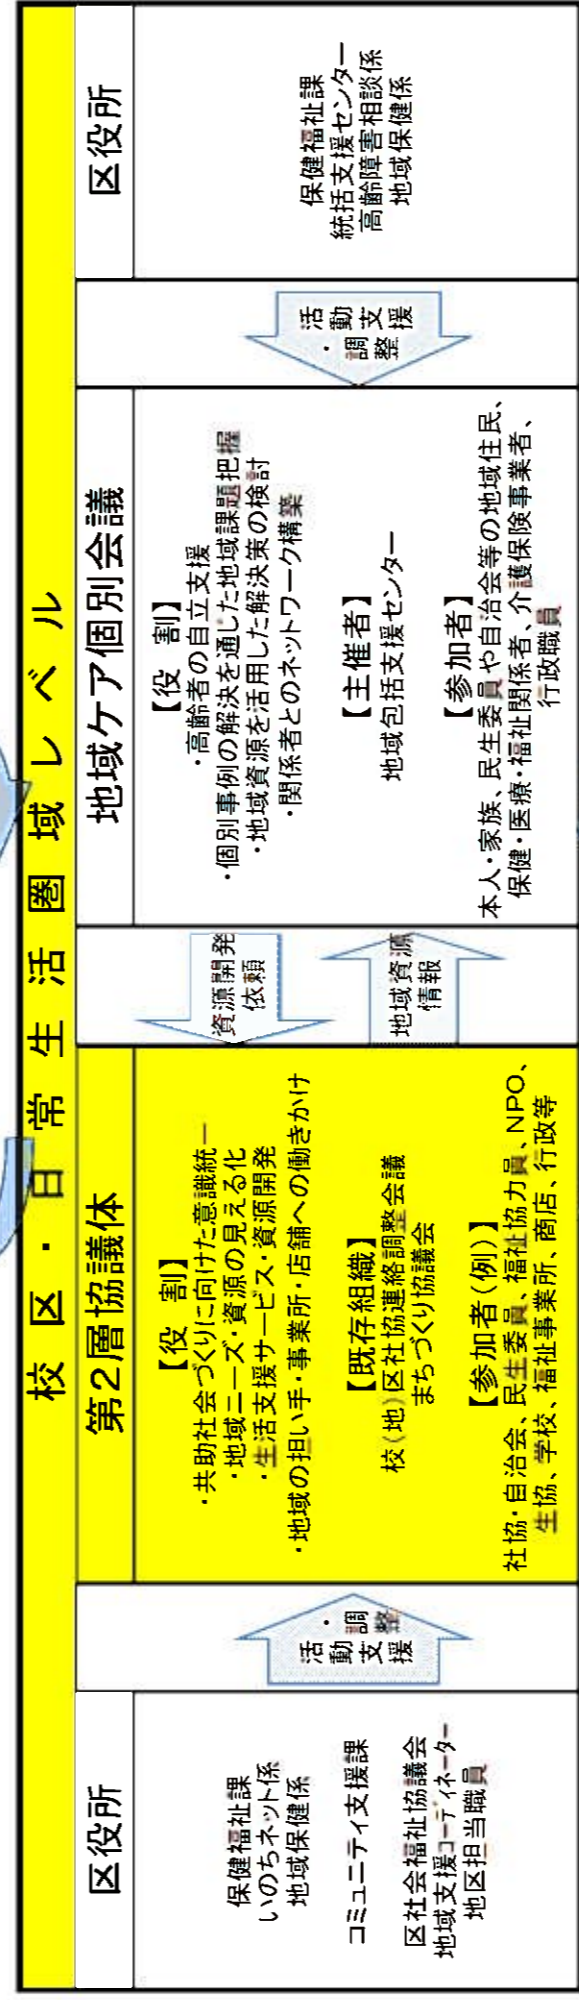 校区・日常生活圏域レベル
区役所
保健福祉課
いのちネット係
地域保健係
コミュニティ支援課
区社会福祉協議会
地域支援コーディネーター
地区担当職員
活動支援
・調整
第2層協議体
【役 割】
・共助社会づくりに向けた意識統一
・地域ニーズ・資源の見える化
・生活支援サービス・資源開発
・地域の担い手・事業所・店舗への働きかけ
【既存組織】
校(地)区社協連絡調整会議
まちづくり協議会
【参加者(例)】
社協・自治会、民生委員、福祉協力員、NPO、
生協、学校、福祉事業所、商店、行政等
資源開発
依頼
地域資源
情報
地域ケア個別会議
【役 割】
・高齢者の自立支援
・個別事例の解決を通じた地域課題把握
・地域資源を活用した解決策の検討
・関係者とのネットワーク構築
【主催者】
地域包括支援センター
【参加者】
本人・家族、民生委員や自治会等の地域住民、
保健・医療・福祉関係者、介護保険事業者、
行政職員
活動支援
・調整
区役所
保健福祉課
統括支援センター
高齢障害相談係
地域保健係